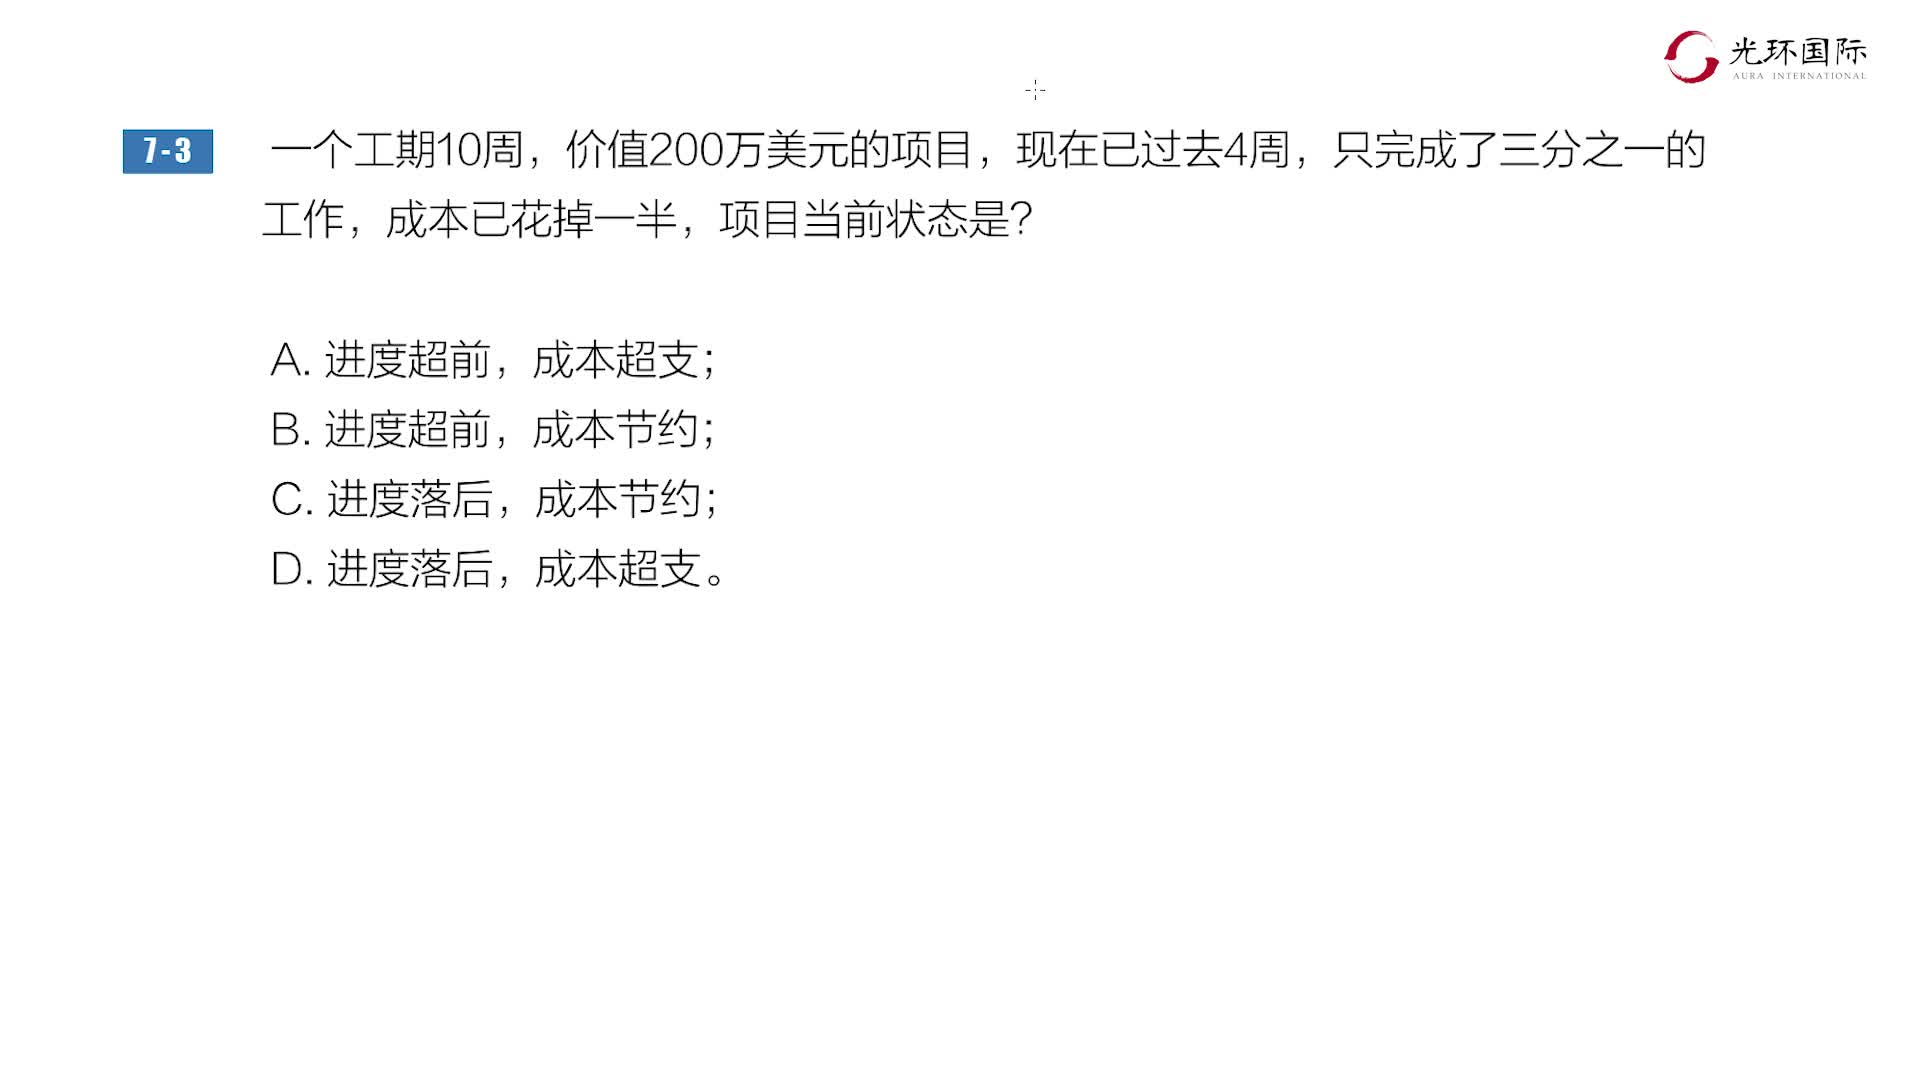 光环国际
AURA INTERNATIONAL
7-3
一个工期10周，价值200万美元的项目，现在已过去4周，只完成了三分之一的
工作，成本已花掉一半，项目当前状态是？
A. 进度超前，成本超支；
B. 进度超前，成本节约；
C. 进度落后，成本节约；
D. 进度落后，成本超支。